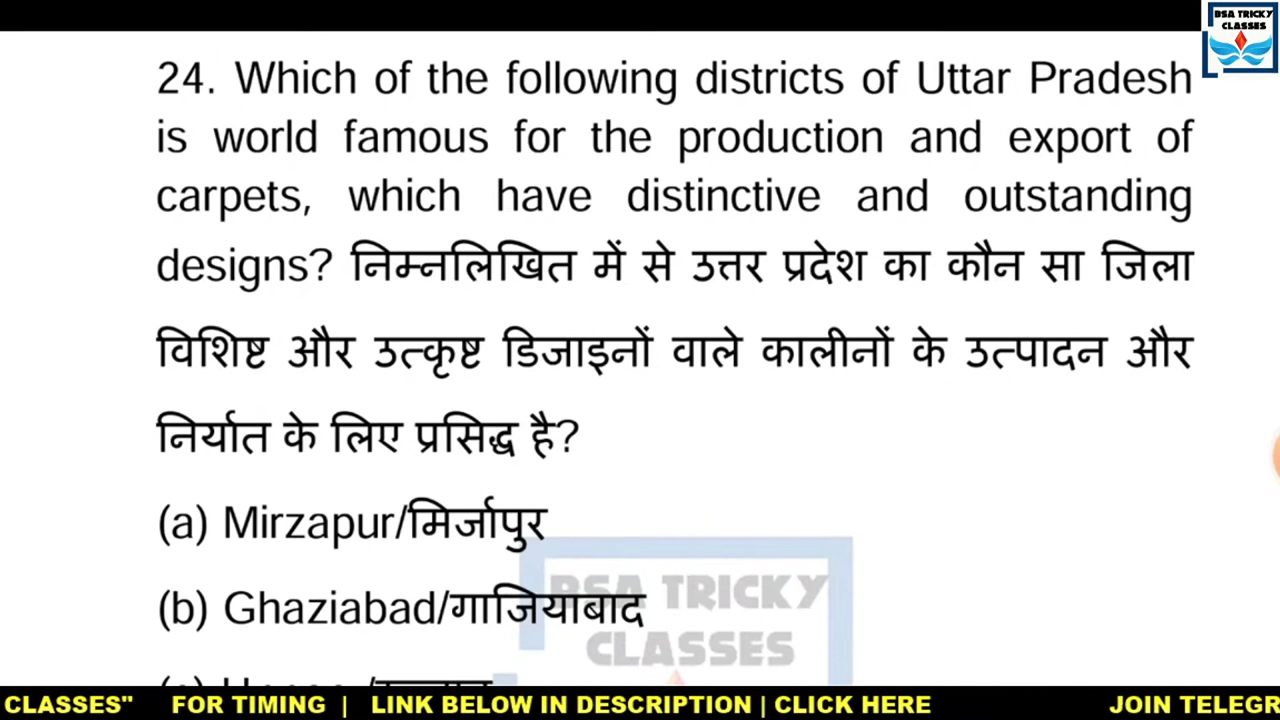 BSA TRICKY
CLASSES
24. Which of the following districts of Uttar Pradesh
is world famous for the production and export of
carpets, which have distinctive and outstanding
designs? निम्नलिखित में से उत्तर प्रदेश का कौन सा जिला
विशिष्ट और उत्कृष्ट डिजाइनों वाले कालीनों के उत्पादन और
निर्यात के लिए प्रसिद्ध है?
(a) Mirzapur/मिर्जापुर
(b) Ghaziabad/गाजियाबाद
BSA TRICKY
CLASSES
CLASSES" FOR TIMING | LINK BELOW IN DESCRIPTION | CLICK HERE JOIN TELEGR